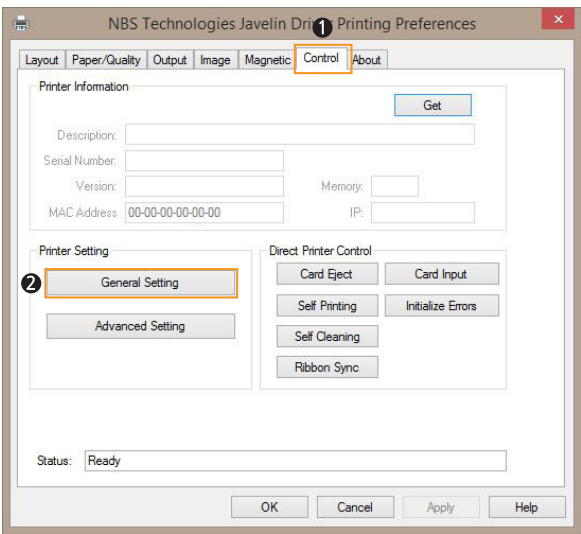 NBS Technologies Javelin Driver Printing Preferences
1
Layout Paper/Quality Output Image Magnetic Control About
Printer Information
Get
Description:
Serial Number:
Version: Memory:
MAC Address 00-00-00-00-00-00 IP:
Printer Setting Direct Printer Control
2 General Setting Card Eject Card Input
Self Printing Initialize Errors
Advanced Setting
Self Cleaning
Ribbon Sync
Status: Ready
OK Cancel Apply Help